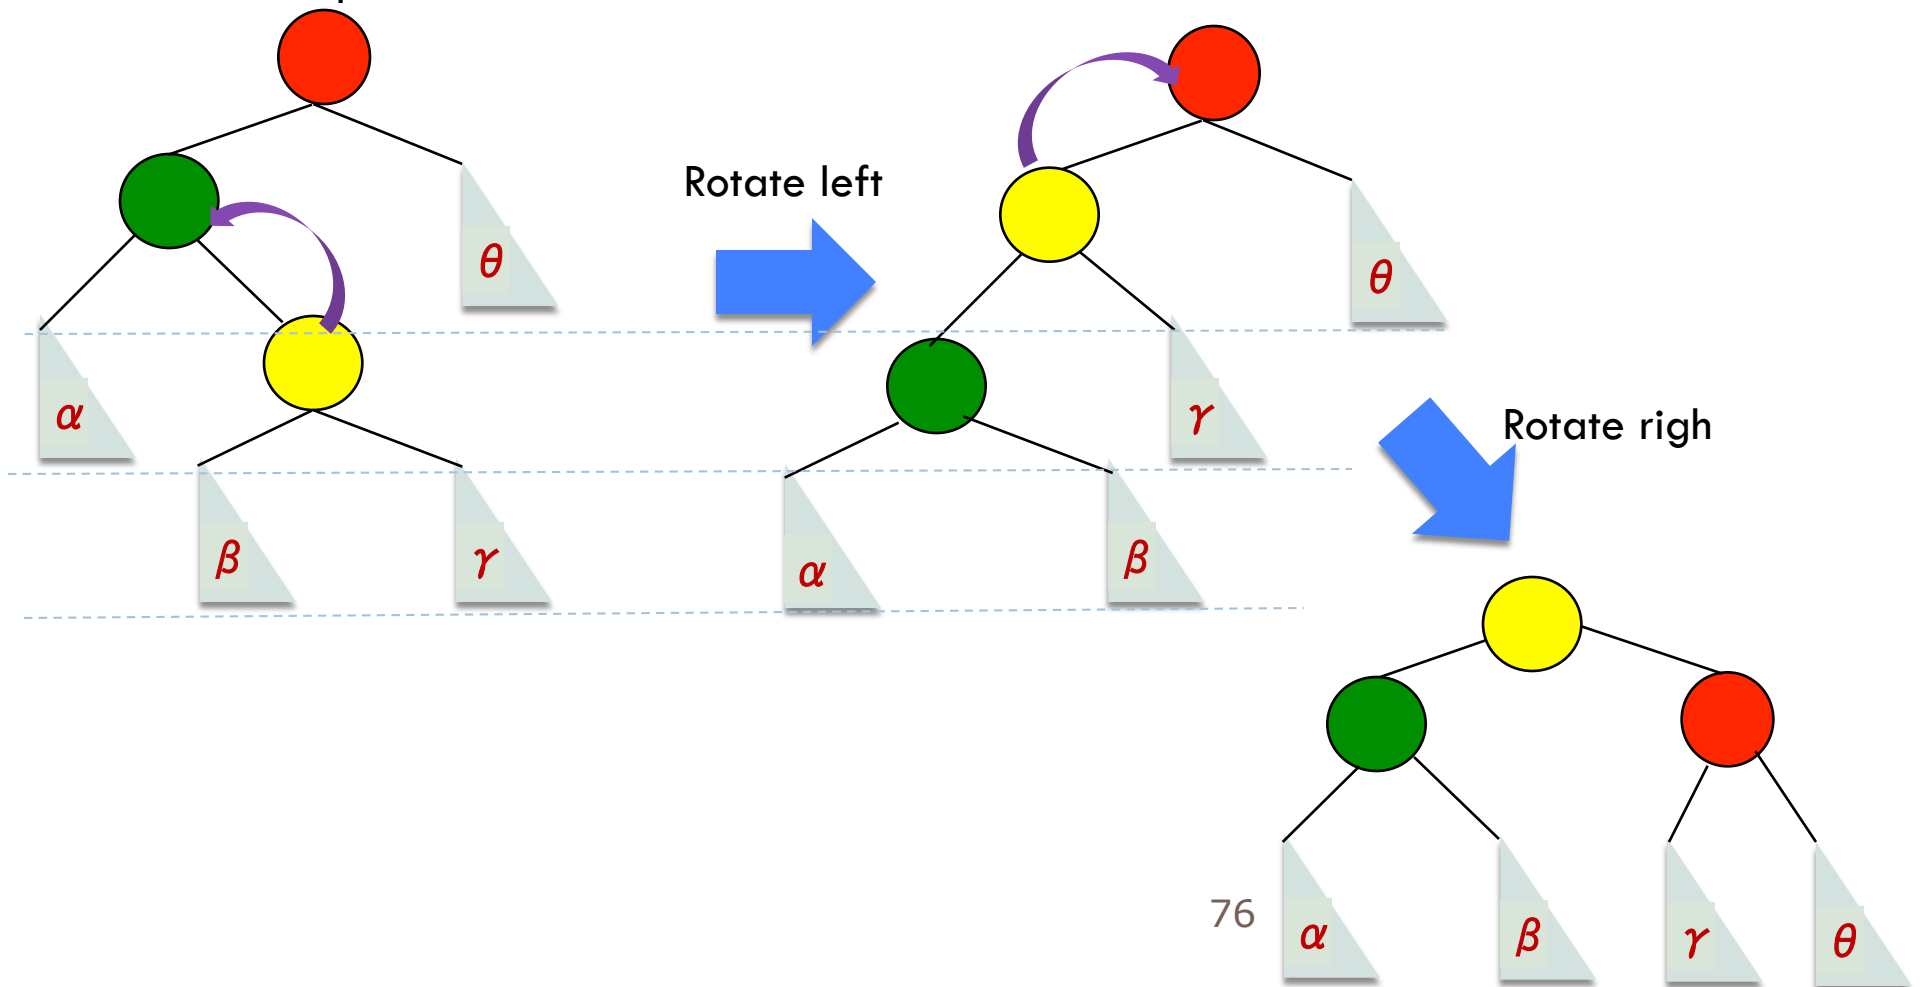 Rotate left
θ
α
β
γ
θ
γ
α
β
Rotate righ
76
α
β
γ
θ